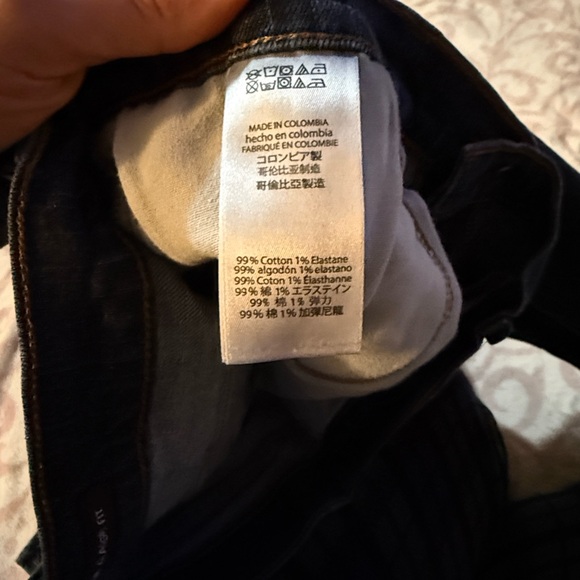 MADE IN COLOMBIA
hecho en colombia
FABRIQUÉ EN COLOMBIE
コロンビア製
哥伦比亚制造
哥倫比亞製造
99% Cotton 1% Elastane
99% algodón 1% elastano
99% Coton 1% Élasthanne
99% 綿 1% エラステイン
99% 棉 1% 弹力
99% 棉 1% 加彈尼龍
FIT